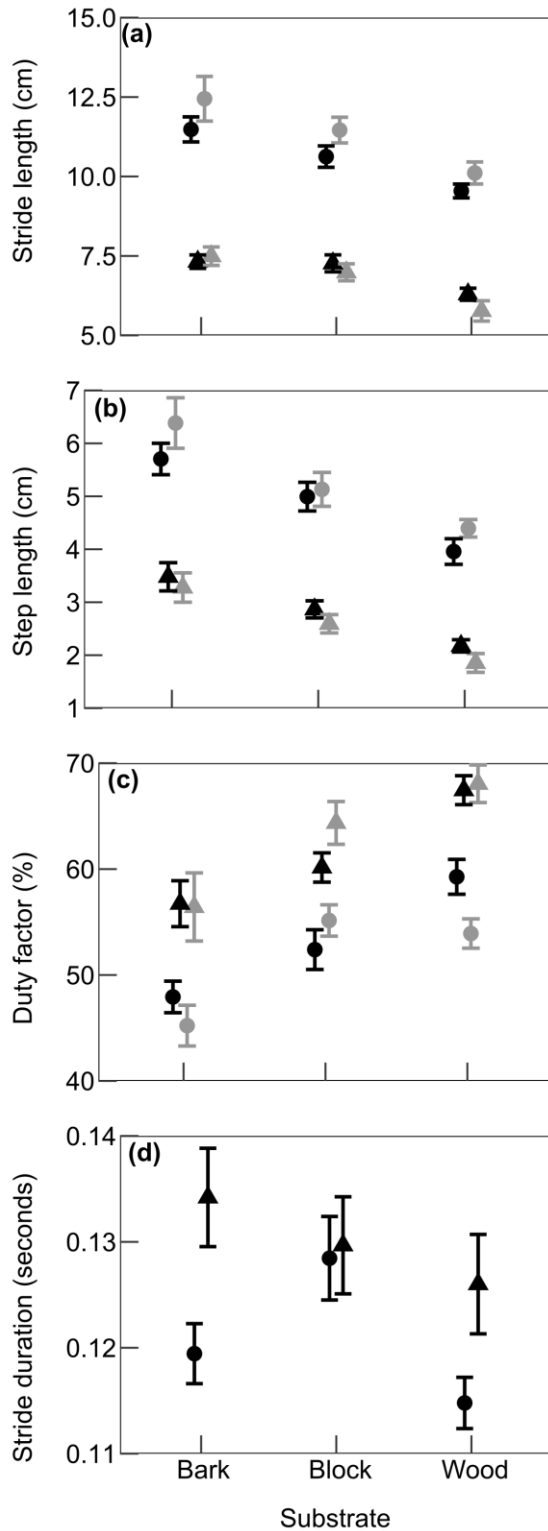 (a)
Stride length (cm)
15.0
12.5
10.0
7.5
5.0
(b)
Step length (cm)
7
6
5
4
3
2
1
(c)
Duty factor (%)
70
60
50
40
(d)
Stride duration (seconds)
0.14
0.13
0.12
0.11
Bark Block Wood
Substrate